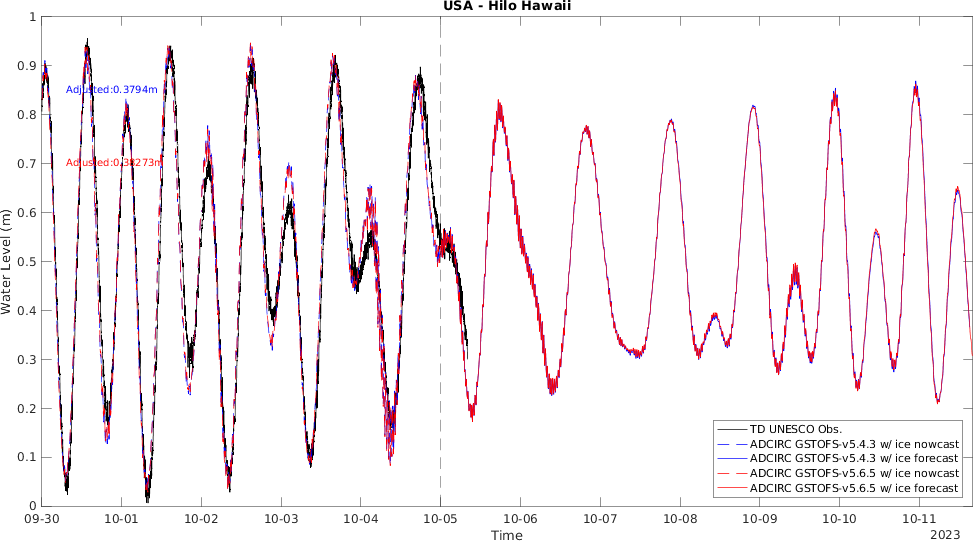 USA - Hilo Hawaii
1
0.9
0.8
0.7
0.6
0.5
0.4
0.3
0.2
0.1
0
Water Level (m)
Adjusted:0.3794m
Adjusted:0.38273m
TD UNESCO Obs.
ADCIRC GSTOFS-v5.4.3 w/ ice nowcast
ADCIRC GSTOFS-v5.4.3 w/ ice forecast
ADCIRC GSTOFS-v5.6.5 w/ ice nowcast
ADCIRC GSTOFS-v5.6.5 w/ ice forecast
09-30 10-01 10-02 10-03 10-04 10-05 10-06 10-07 10-08 10-09 10-10 10-11
Time
2023